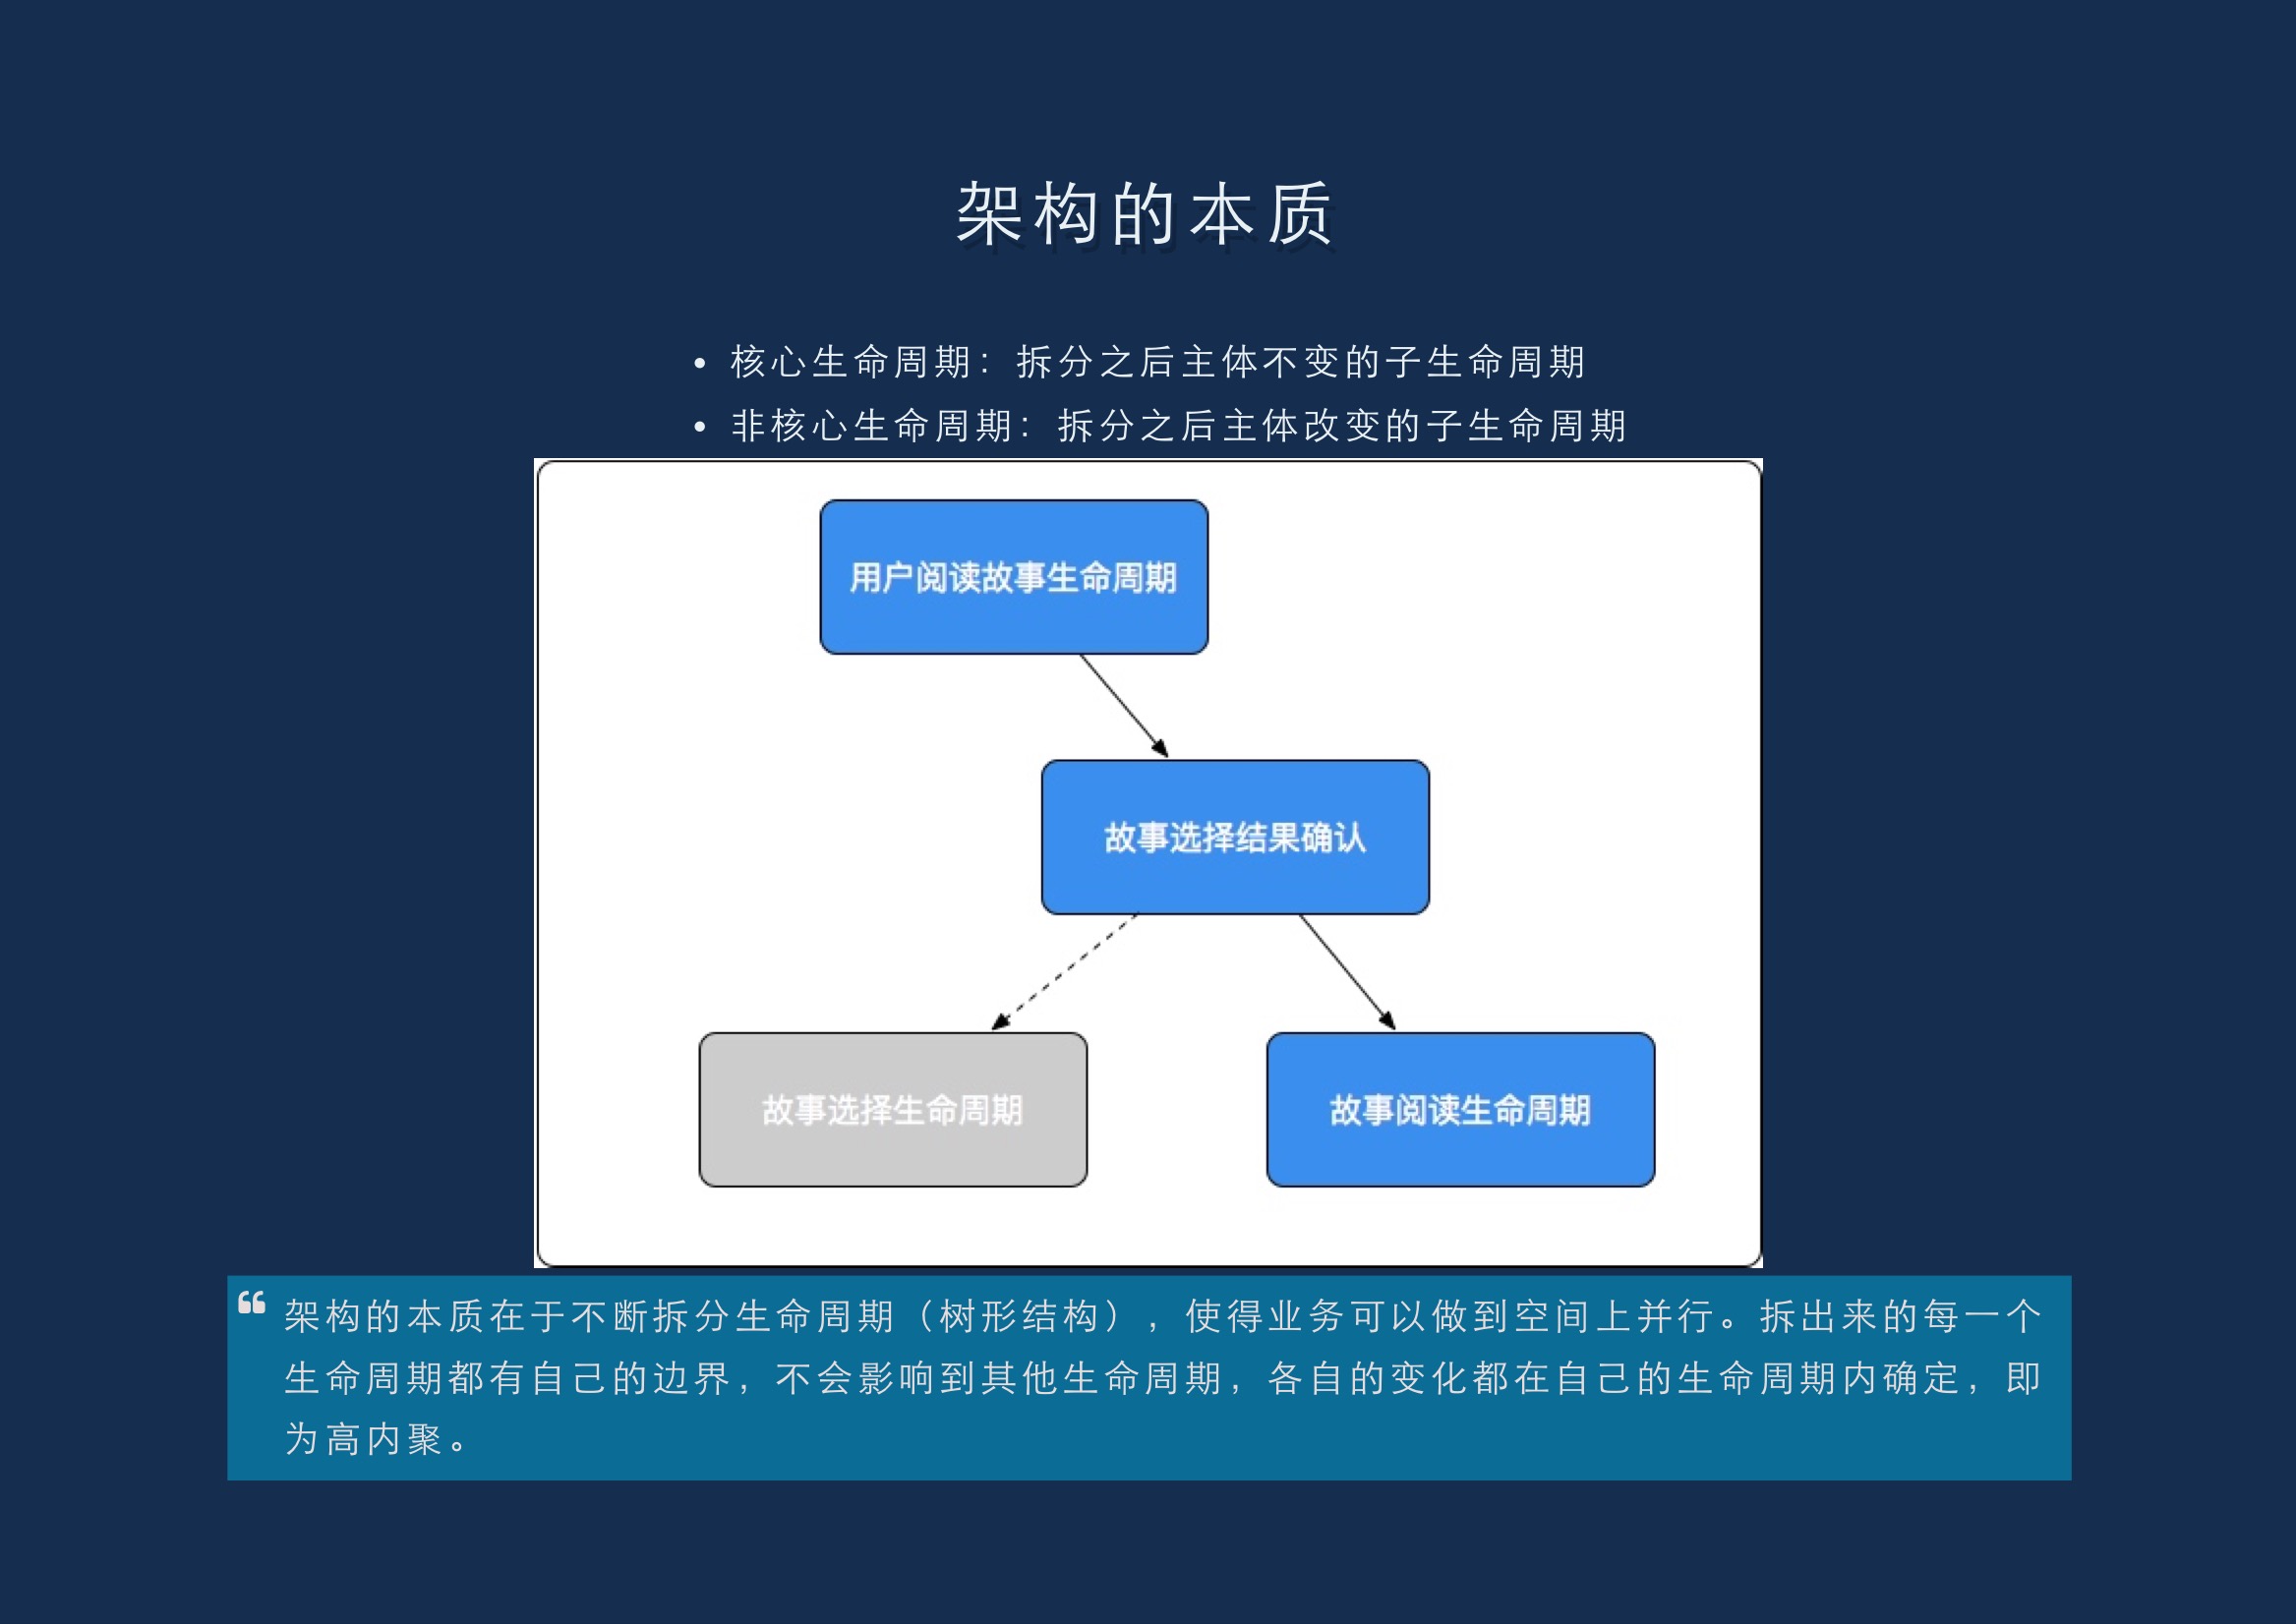 架构的本质
核心生命周期：拆分之后主体不变的子生命周期
非核心生命周期：拆分之后主体改变的子生命周期
用户阅读故事生命周期
故事选择结果确认
故事选择生命周期
故事阅读生命周期
架构的本质在于不断拆分生命周期（树形结构），使得业务可以做到空间上并行。拆出来的每一个
生命周期都有自己的边界，不会影响到其他生命周期，各自的变化都在自己的生命周期内确定，即
为高内聚。